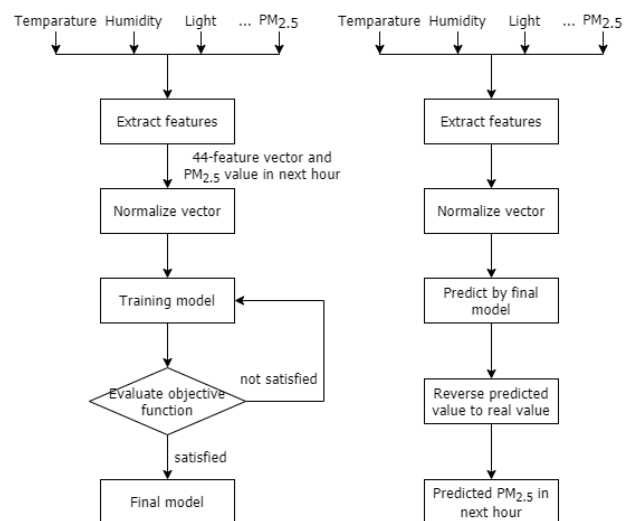 Temparature Humidity Light ... PM2.5
Extract features
44-feature vector and
PM2.5 value in next hour
Normalize vector
Training model
Evaluate objective
function
not satisfied
satisfied
Final model
Temparature Humidity Light ... PM2.5
Extract features
Normalize vector
Predict by final
model
Reverse predicted
value to real value
Predicted PM2.5 in
next hour